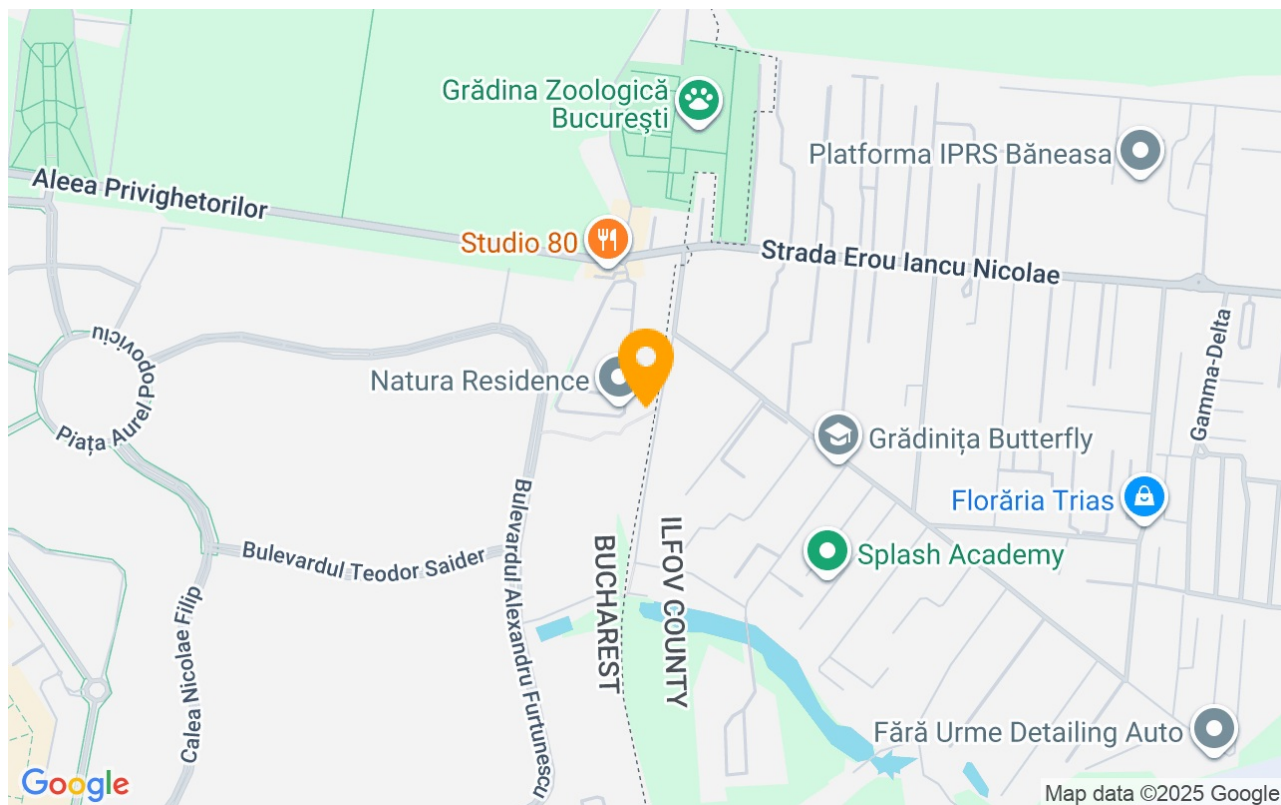 Grădina Zoologică
București
Platforma IPRS Băneasa
Aleea Privighetorilor
Studio 80
Strada Erou Iancu Nicolae
Piața Aurel Popoviciu
Natura Residence
Gamma-Delta
Grădinița Butterfly
Florăria Trias
Bulevardul Teodor Saider
Bulevardul Alexandru Furtunescu
BUCHAREST
ILFOV COUNTY
Splash Academy
Calea Nicolae Filip
Fără Urme Detailing Auto
Google
Map data ©2025 Google